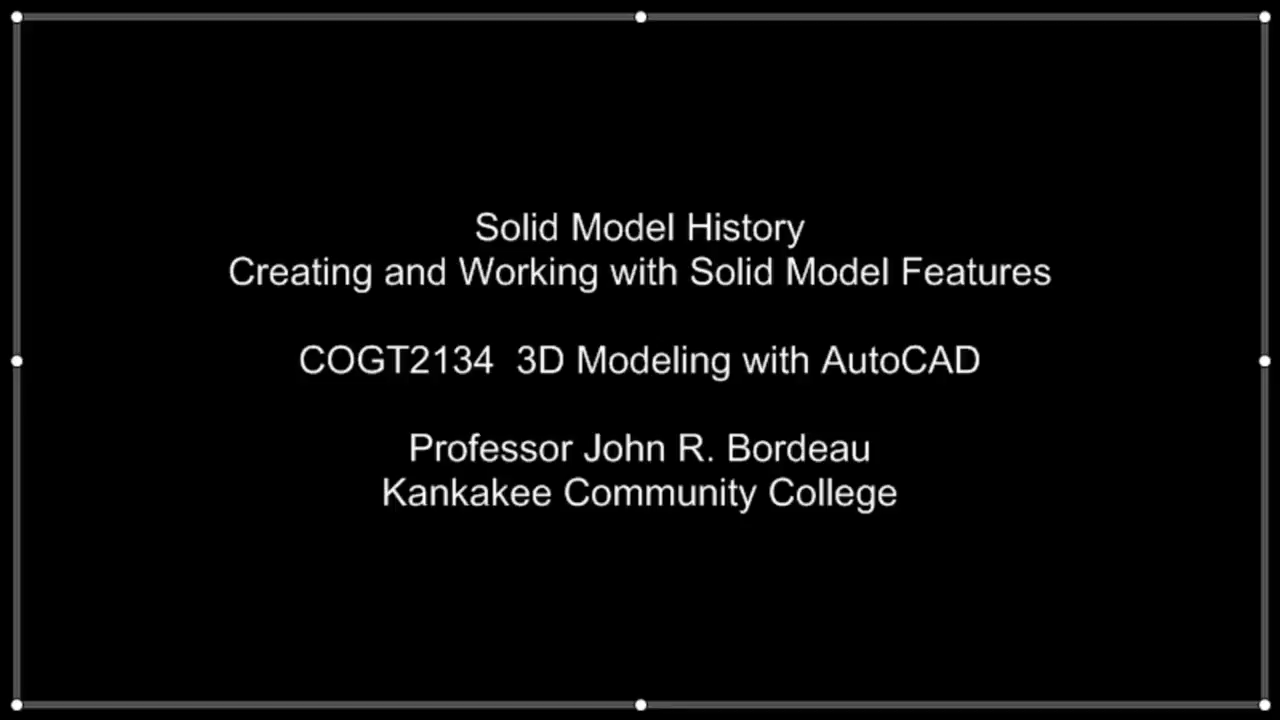 Solid Model History
Creating and Working with Solid Model Features
COGT2134  3D Modeling with AutoCAD
Professor John R. Bordeau
Kankakee Community College